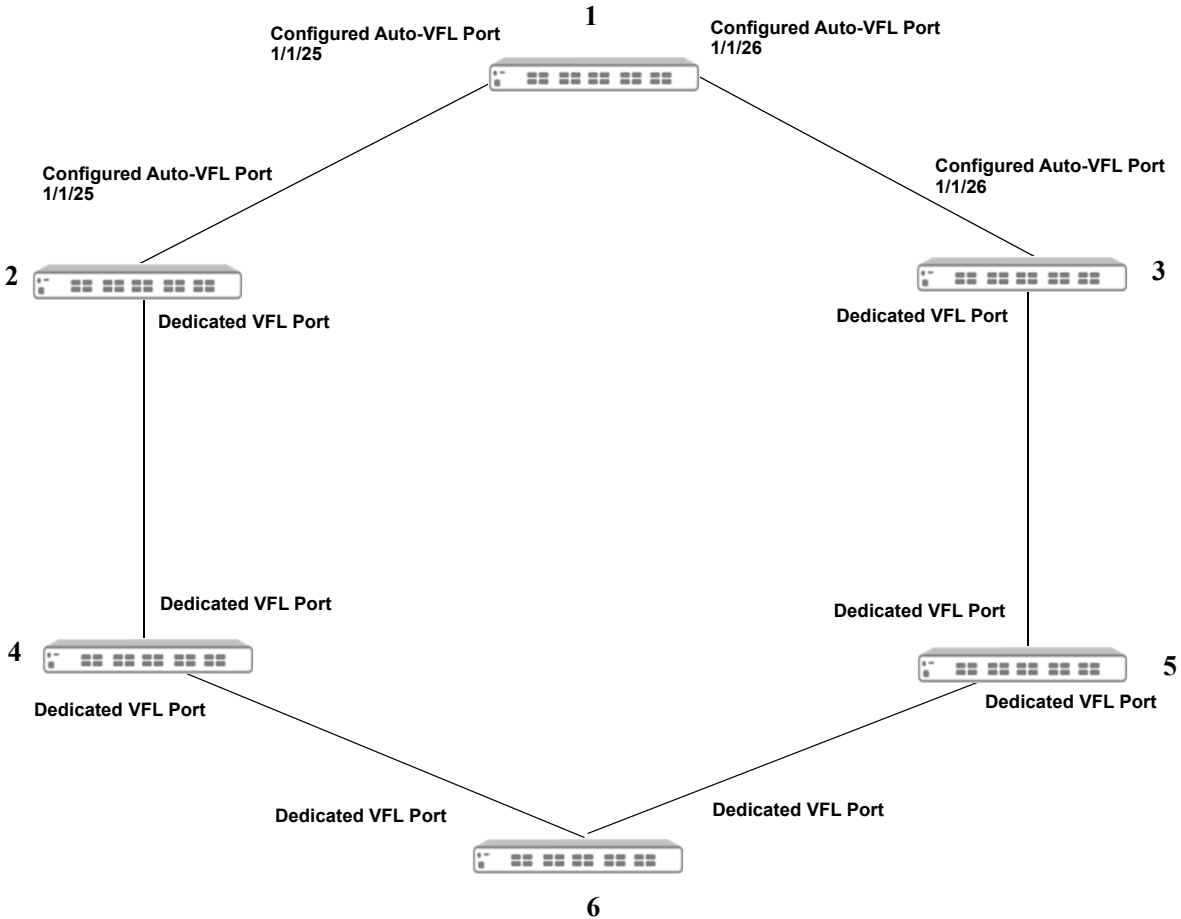 1
Configured Auto-VFL Port
1/1/25
Configured Auto-VFL Port
1/1/26
Configured Auto-VFL Port
1/1/25
Configured Auto-VFL Port
1/1/26
2
3
Dedicated VFL Port
Dedicated VFL Port
Dedicated VFL Port
Dedicated VFL Port
4
5
Dedicated VFL Port
Dedicated VFL Port
Dedicated VFL Port
Dedicated VFL Port
6